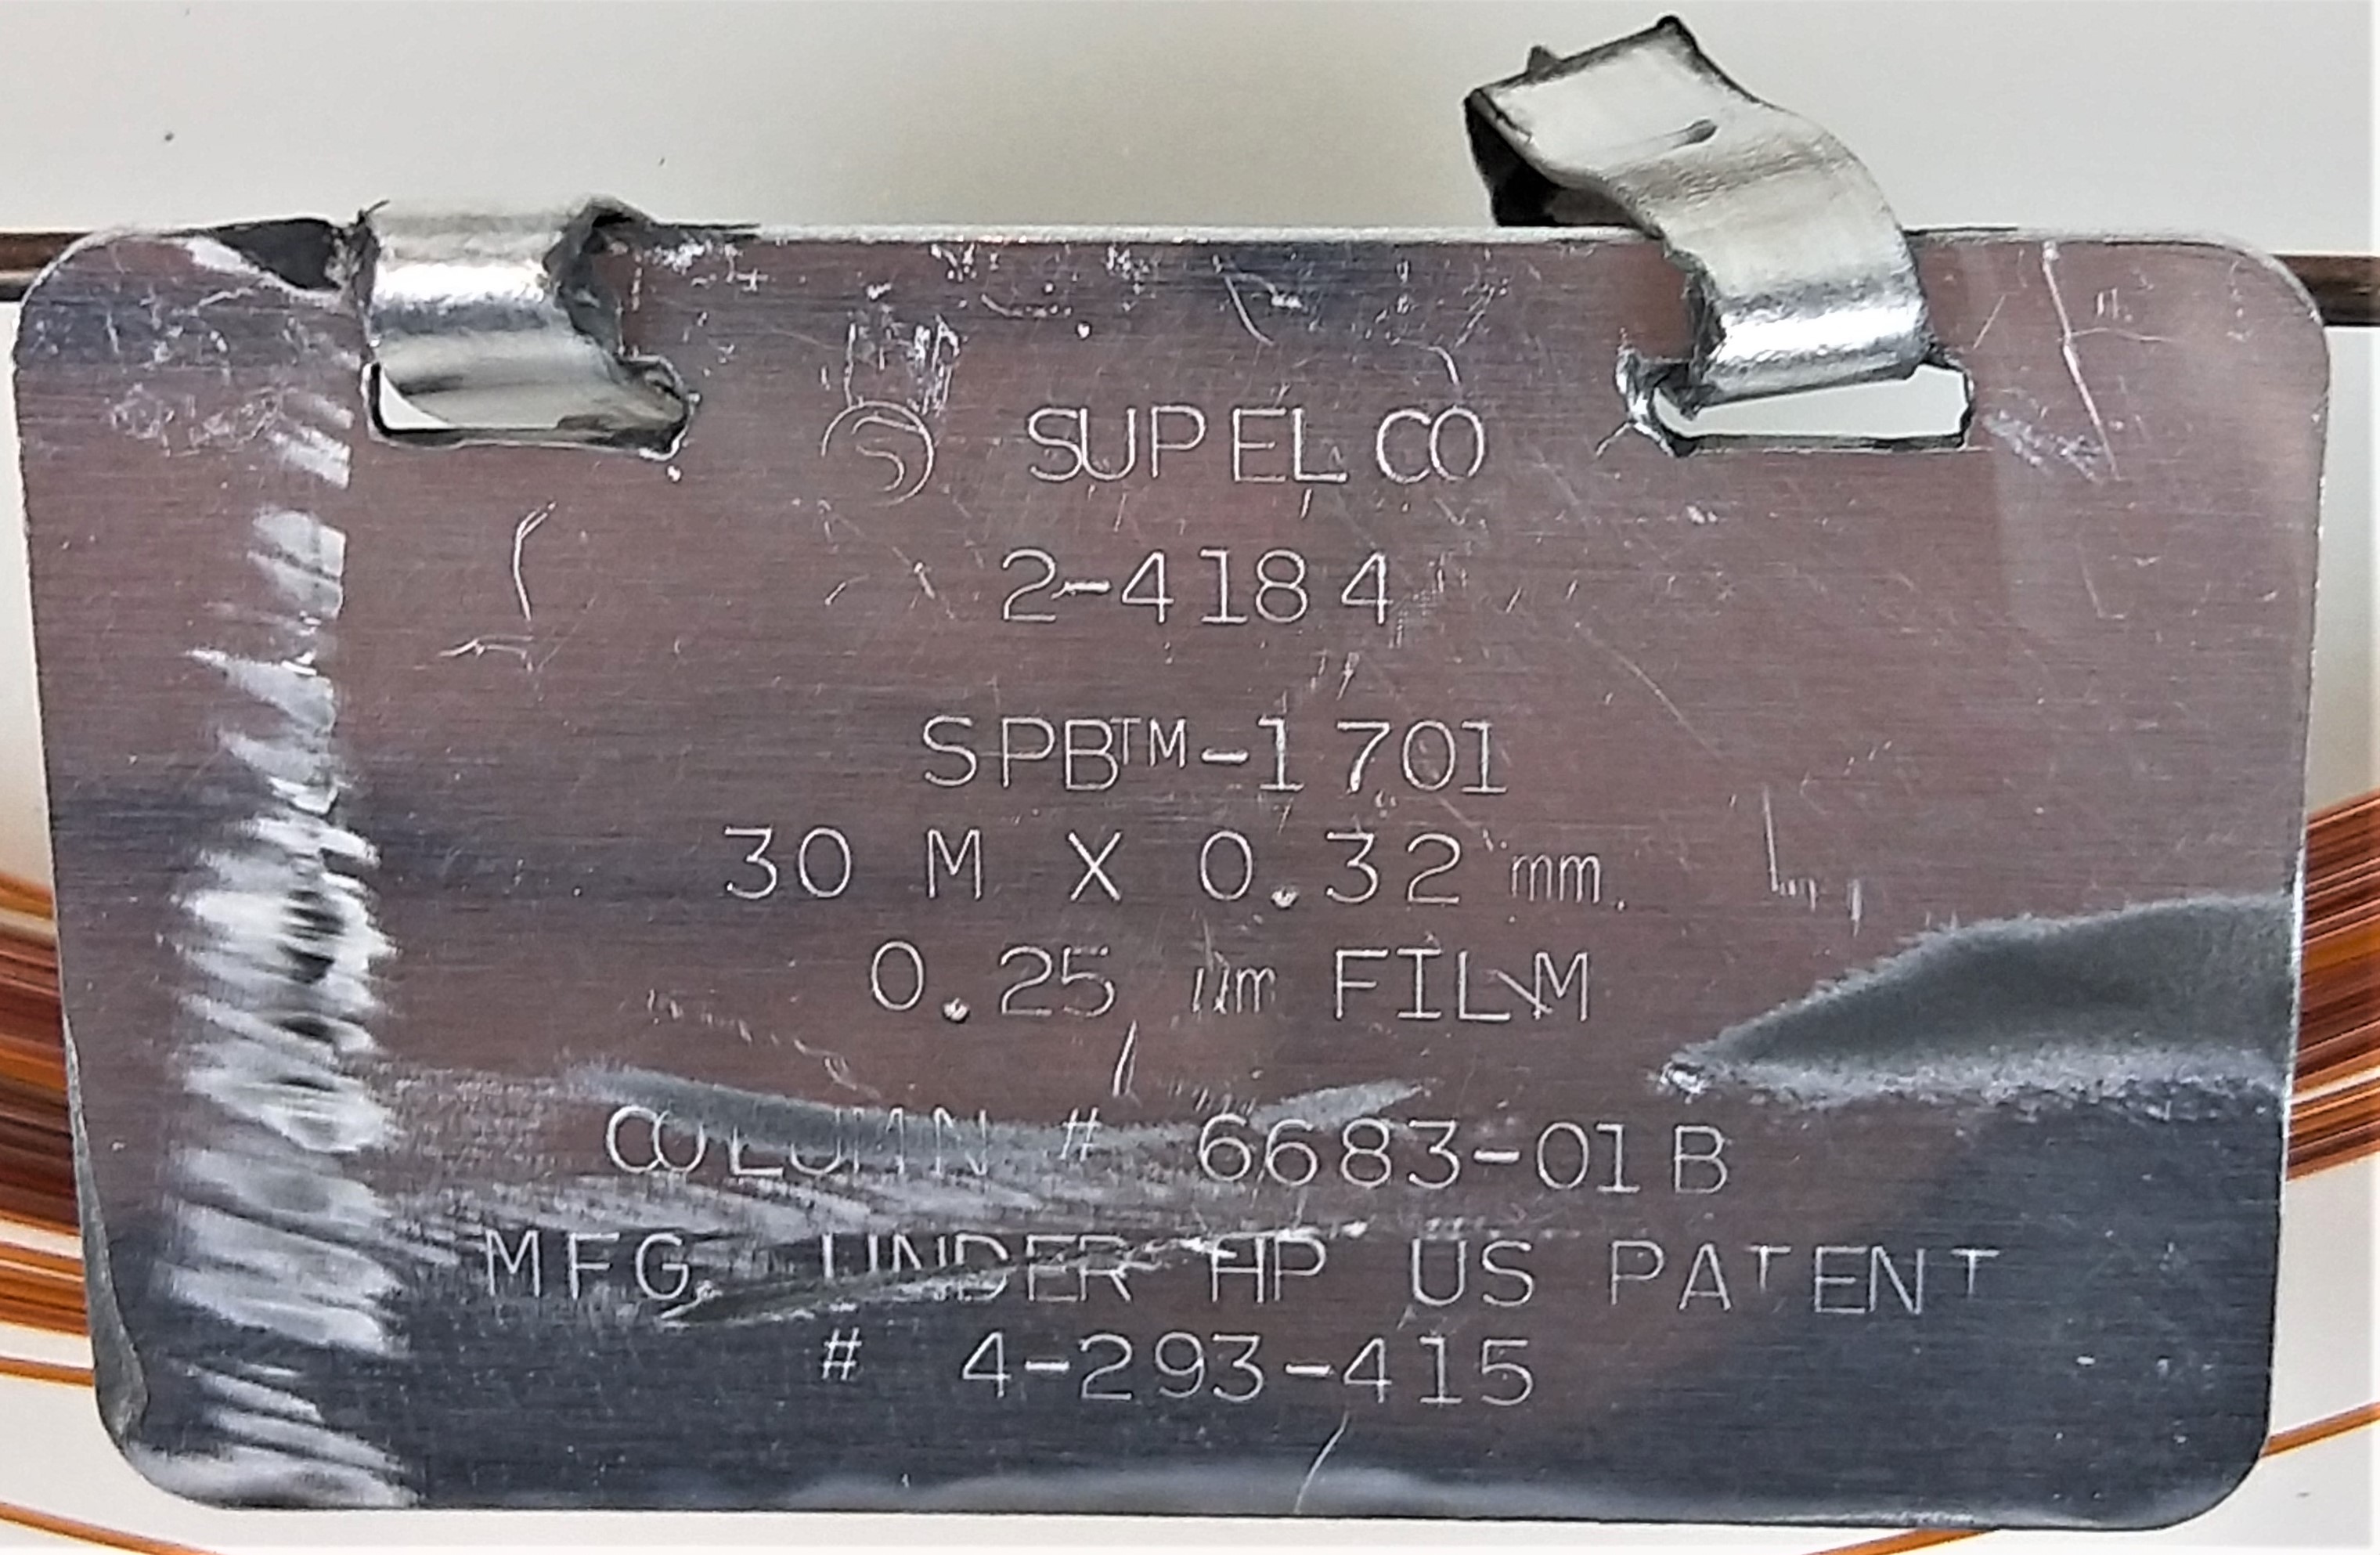 SUPELCO
2-4184
SPB™-1701
30 M X 0.32 mm.
0.25 µm FILM
COLUMN # 6683-01B
MFG. UNDER HP US PATENT
# 4-293-415